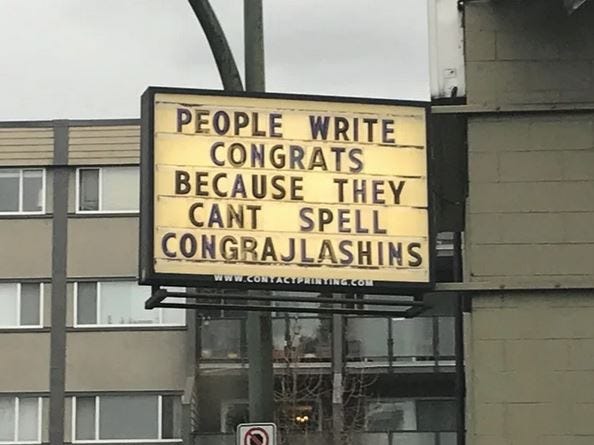 PEOPLE WRITE
CONGRATS
BECAUSE THEY
CANT SPELL
CONGRAJLASHINS
WWW.CONTACTPRINTING.COM